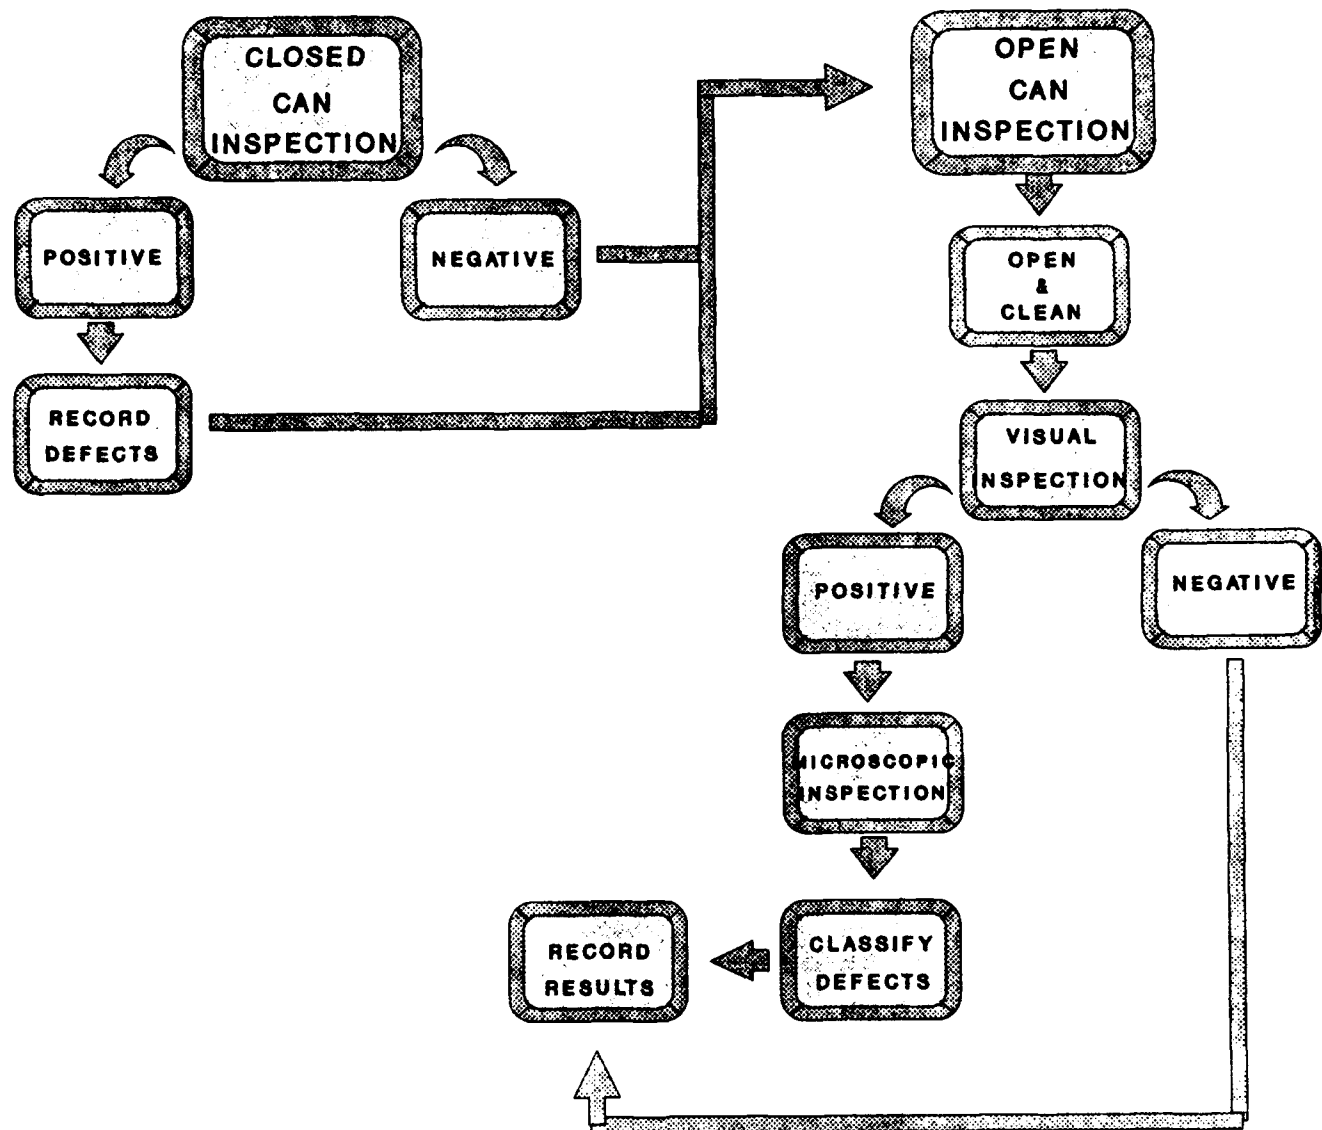 CLOSED
CAN
INSPECTION
POSITIVE
NEGATIVE
RECORD
DEFECTS
OPEN
CAN
INSPECTION
OPEN
&
CLEAN
VISUAL
INSPECTION
POSITIVE
NEGATIVE
MICROSCOPIC
INSPECTION
CLASSIFY
DEFECTS
RECORD
RESULTS